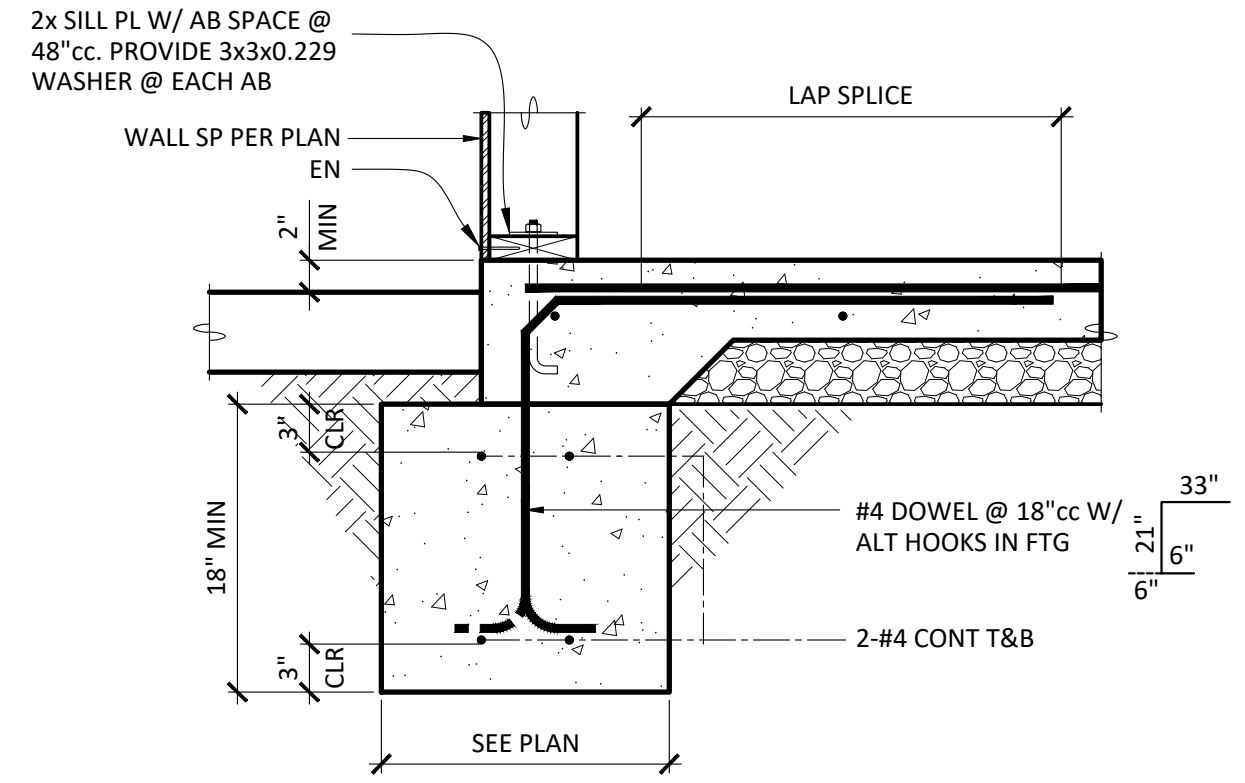 2x SILL PL W/ AB SPACE @
48"cc. PROVIDE 3x3x0.229
WASHER @ EACH AB
LAP SPLICE
WALL SP PER PLAN
EN
2"
MIN
3"
CLR
18" MIN
#4 DOWEL @ 18"cc W/
ALT HOOKS IN FTG
33"
21"
6"
6"
2-#4 CONT T&B
3"
CLR
SEE PLAN